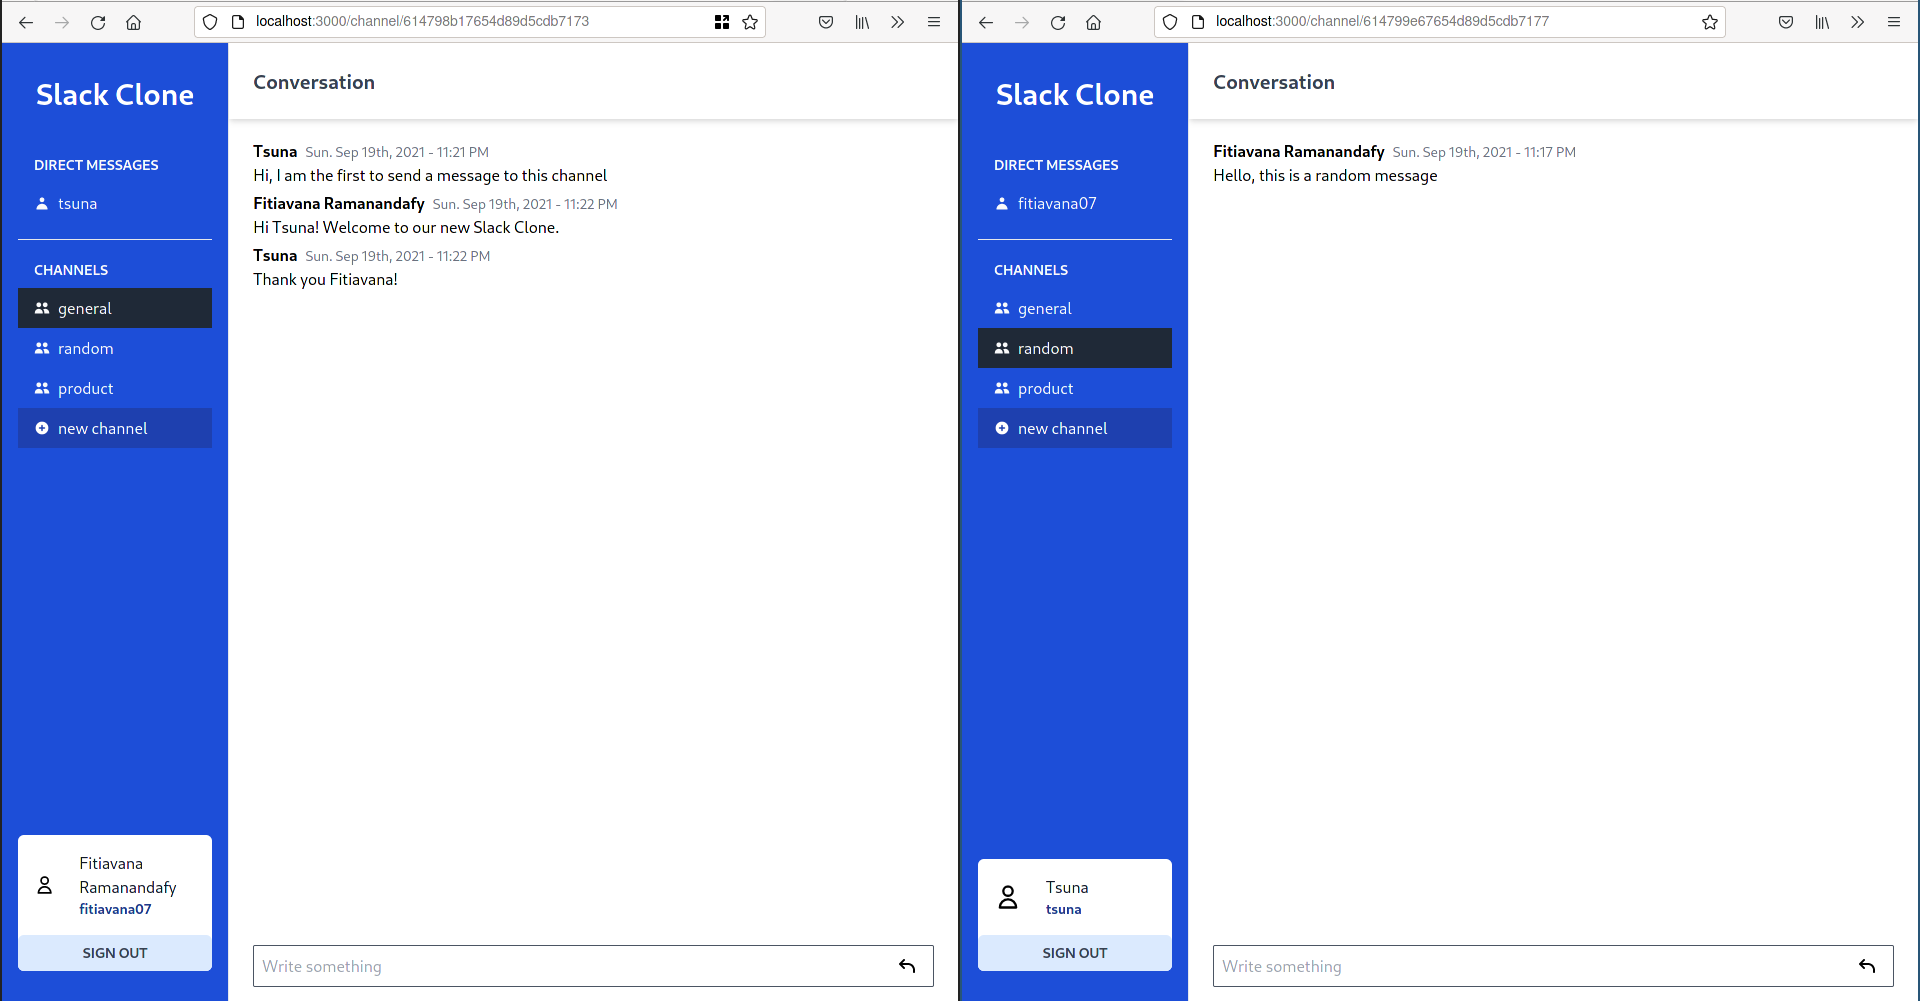 localhost:3000/channel/614798b17654d89d5cdb7173
Slack Clone
DIRECT MESSAGES
tsuna
CHANNELS
general
random
product
new channel
Fitiavana
Ramanandafy
fitiavana07
SIGN OUT
Conversation
Tsuna Sun. Sep 19th, 2021 - 11:21 PM
Hi, I am the first to send a message to this channel
Fitiavana Ramanandafy Sun. Sep 19th, 2021 - 11:22 PM
Hi Tsuna! Welcome to our new Slack Clone.
Tsuna Sun. Sep 19th, 2021 - 11:22 PM
Thank you Fitiavana!
Write something
localhost:3000/channel/614799e67654d89d5cdb7177
Slack Clone
DIRECT MESSAGES
fitiavana07
CHANNELS
general
random
product
new channel
Tsuna
tsuna
SIGN OUT
Conversation
Fitiavana Ramanandafy Sun. Sep 19th, 2021 - 11:17 PM
Hello, this is a random message
Write something